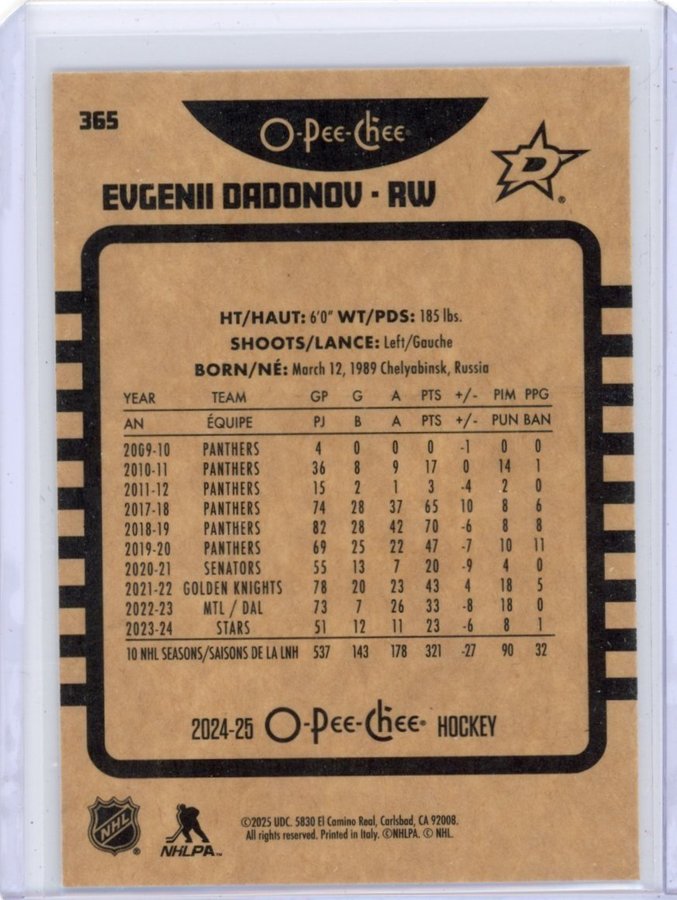 365
O-Pee-Chee®
D ®
EVGENII DADONOV · RW
HT/HAUT: 6'0" WT/PDS: 185 lbs.
SHOOTS/LANCE: Left/Gauche
BORN/NÉ: March 12, 1989 Chelyabinsk, Russia
YEAR TEAM GP G A PTS +/- PIM PPG
AN ÉQUIPE PJ B A PTS +/- PUN BAN
2009-10 PANTHERS 4 0 0 0 -1 0 0
2010-11 PANTHERS 36 8 9 17 0 14 1
2011-12 PANTHERS 15 2 1 3 -4 2 0
2017-18 PANTHERS 74 28 37 65 10 8 6
2018-19 PANTHERS 82 28 42 70 -6 8 8
2019-20 PANTHERS 69 25 22 47 -7 10 11
2020-21 SENATORS 55 13 7 20 -9 4 0
2021-22 GOLDEN KNIGHTS 78 20 23 43 4 18 5
2022-23 MTL / DAL 73 7 26 33 -8 18 0
2023-24 STARS 51 12 11 23 -6 8 1
10 NHL SEASONS/SAISONS DE LA LNH 537 143 178 321 -27 90 32
2024-25 O-Pee-Chee® HOCKEY
NHL ® NHLPA™
©2025 UDC. 5830 El Camino Real, Carlsbad, CA 92008.
All rights reserved. Printed in Italy. ©NHLPA. © NHL.